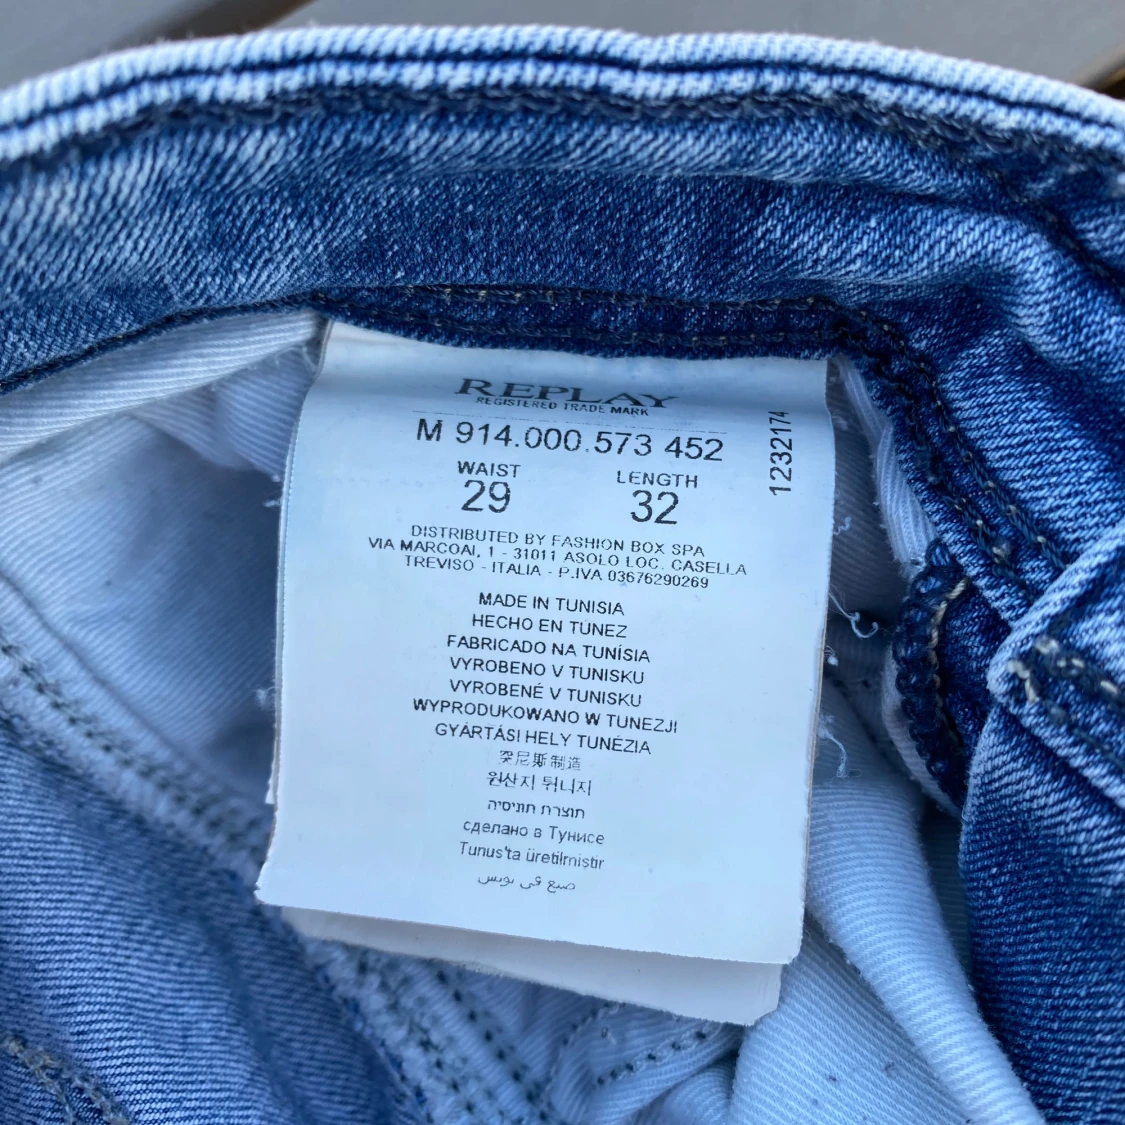 REPLAY
REGISTERED TRADE MARK
M 914.000.573 452
1232174
WAIST LENGTH
29 32
DISTRIBUTED BY FASHION BOX SPA
VIA MARCOAI, 1 - 31011 ASOLO LOC. CASELLA
TREVISO - ITALIA - P.IVA 03676290269
MADE IN TUNISIA
HECHO EN TÚNEZ
FABRICADO NA TUNÍSIA
VYROBENO V TUNISKU
VYROBENÉ V TUNISKU
WYPRODUKOWANO W TUNEZJI
GYÁRTÁSI HELY TUNÉZIA
突尼斯制造
원산지 튀니지
תוצרת תוניסיה
сделано в Тунисе
Tunus'ta üretilmiştir
صنع في تونس